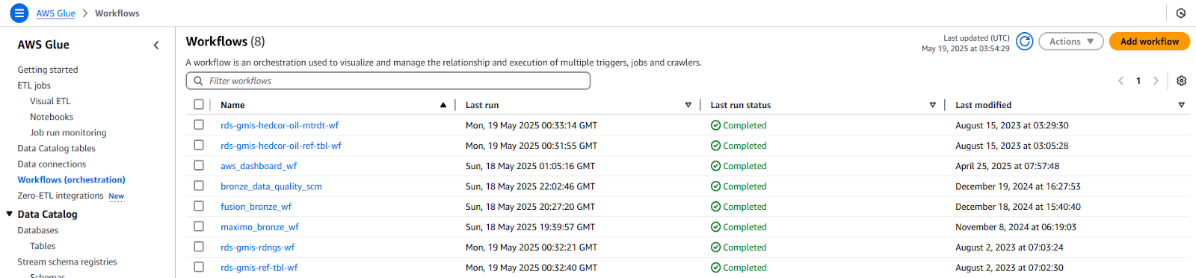 AWS Glue > Workflows
AWS Glue
Getting started
ETL jobs
Visual ETL
Notebooks
Job run monitoring
Data Catalog tables
Data connections
Workflows (orchestration)
Zero-ETL integrations New
Data Catalog
Databases
Tables
Stream schema registries
Schemas
Workflows (8)
Last updated (UTC)
May 19, 2025 at 03:54:29
Actions
Add workflow
A workflow is an orchestration used to visualize and manage the relationship and execution of multiple triggers, jobs and crawlers.
Filter workflows
1
Name Last run Last run status Last modified
rds-gmis-hedcor-oil-mtrdt-wf Mon, 19 May 2025 00:33:14 GMT Completed August 15, 2023 at 03:29:30
rds-gmis-hedcor-oil-ref-tbl-wf Mon, 19 May 2025 00:31:55 GMT Completed August 15, 2023 at 03:05:28
aws_dashboard_wf Sun, 18 May 2025 01:05:16 GMT Completed April 25, 2025 at 07:57:48
bronze_data_quality_scm Sun, 18 May 2025 22:02:46 GMT Completed December 19, 2024 at 16:27:53
fusion_bronze_wf Sun, 18 May 2025 20:27:20 GMT Completed December 18, 2024 at 15:40:40
maximo_bronze_wf Sun, 18 May 2025 19:39:57 GMT Completed November 8, 2024 at 06:19:03
rds-gmis-rdngs-wf Mon, 19 May 2025 00:32:21 GMT Completed August 2, 2023 at 07:03:24
rds-gmis-ref-tbl-wf Mon, 19 May 2025 00:32:40 GMT Completed August 2, 2023 at 07:02:30